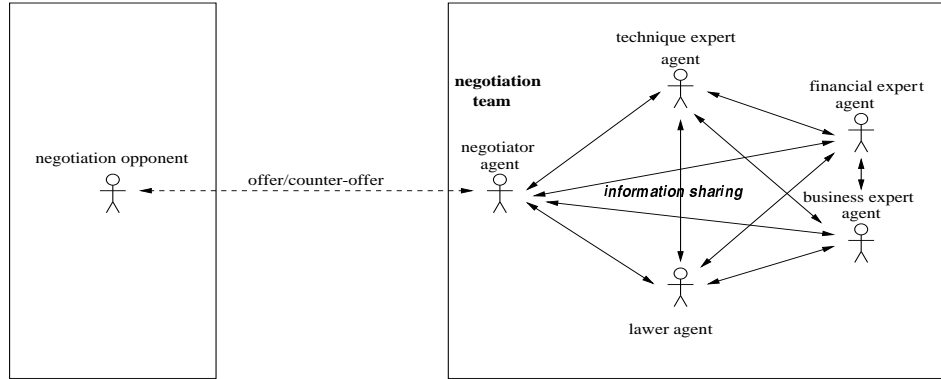 technique expert
agent
negotiation
team
financial expert
agent
negotiation opponent
negotiator
agent
offer/counter-offer
information sharing
business expert
agent
lawer agent